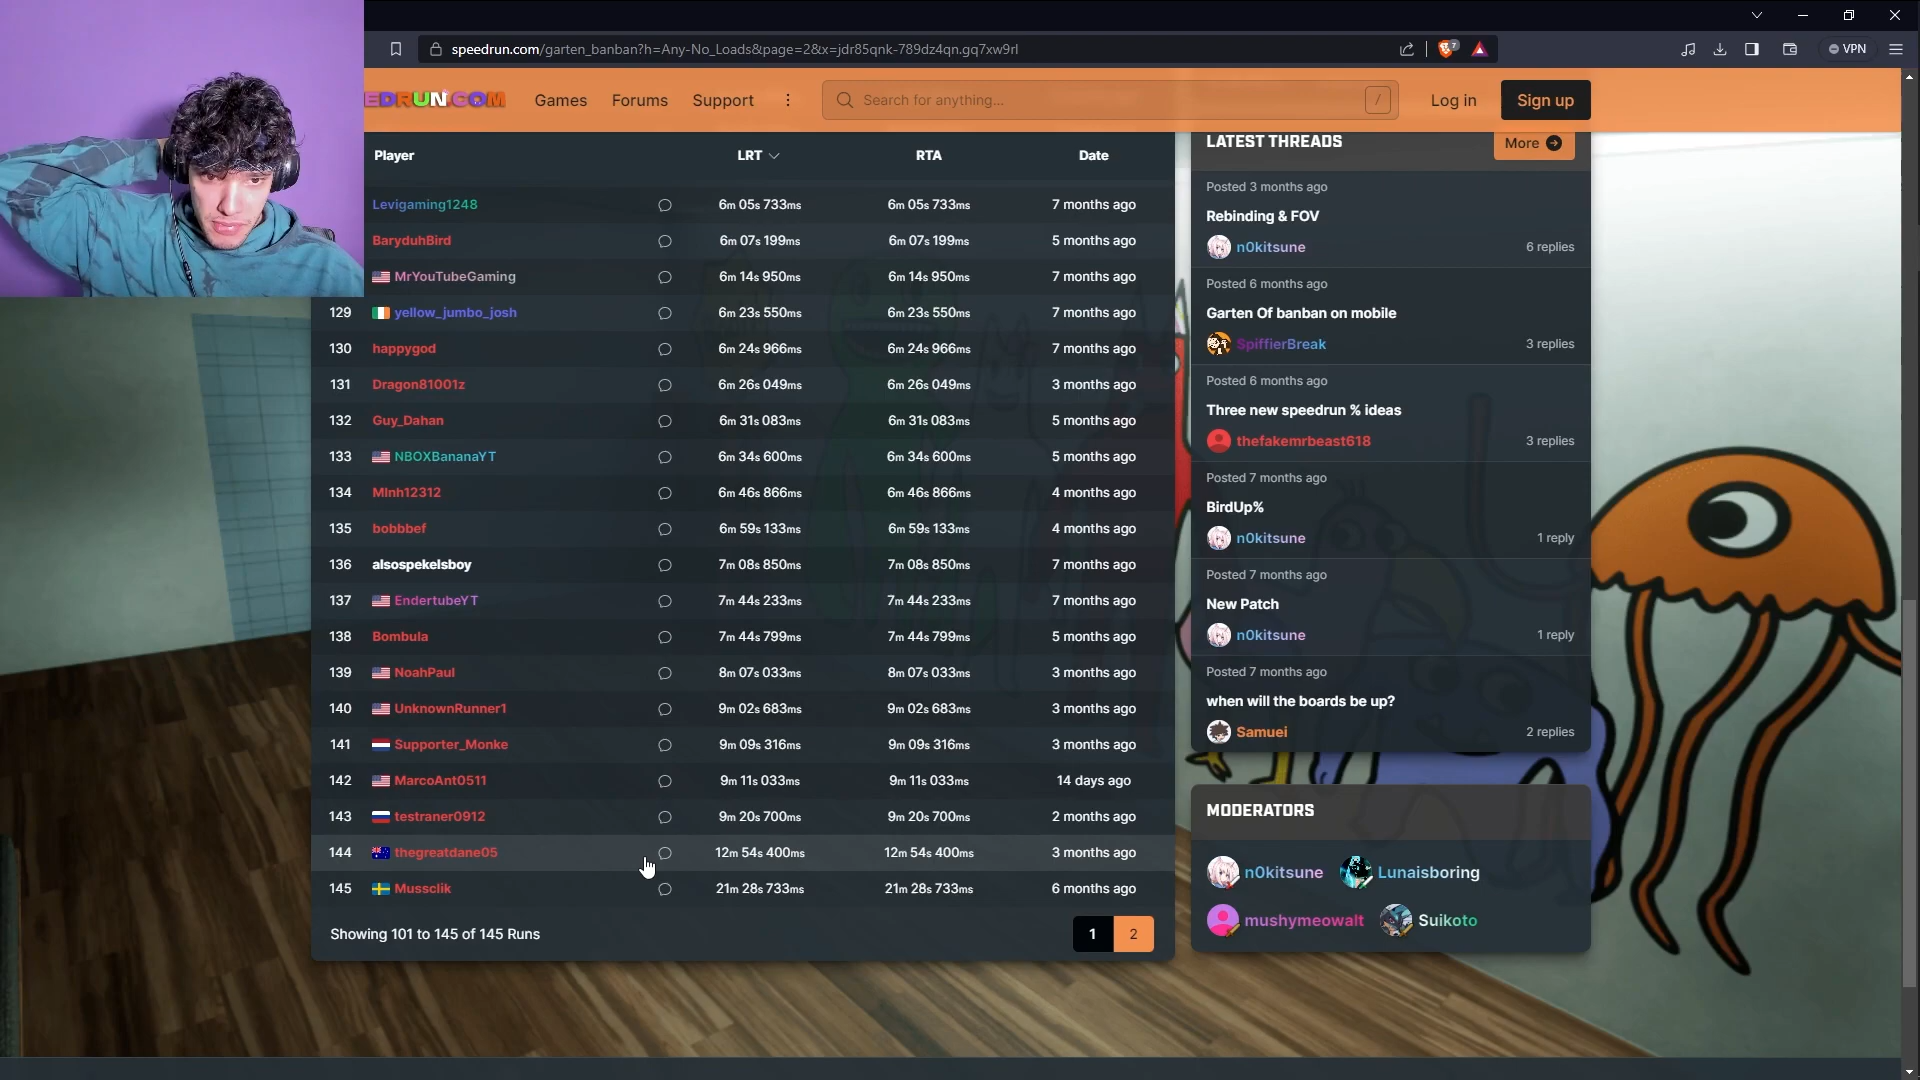 speedrun.com/garten_banban?h=Any-No_Loads&page=2&x=jdr85qnk-789dz4qn.gq7xw9rl
7
VPN
EDRUN.COM
Games
Forums
Support
Search for anything...
/
Log in
Sign up
Player LRT RTA Date
Levigaming1248 6m 05s 733ms 6m 05s 733ms 7 months ago
BaryduhBird 6m 07s 199ms 6m 07s 199ms 5 months ago
MrYouTubeGaming 6m 14s 950ms 6m 14s 950ms 7 months ago
129 yellow_jumbo_josh 6m 23s 550ms 6m 23s 550ms 7 months ago
130 happygod 6m 24s 966ms 6m 24s 966ms 7 months ago
131 Dragon81001z 6m 26s 049ms 6m 26s 049ms 3 months ago
132 Guy_Dahan 6m 31s 083ms 6m 31s 083ms 5 months ago
133 NBOXBananaYT 6m 34s 600ms 6m 34s 600ms 5 months ago
134 MInh12312 6m 46s 866ms 6m 46s 866ms 4 months ago
135 bobbbef 6m 59s 133ms 6m 59s 133ms 4 months ago
136 alsospekelsboy 7m 08s 850ms 7m 08s 850ms 7 months ago
137 EndertubeYT 7m 44s 233ms 7m 44s 233ms 7 months ago
138 Bombula 7m 44s 799ms 7m 44s 799ms 5 months ago
139 NoahPaul 8m 07s 033ms 8m 07s 033ms 3 months ago
140 UnknownRunner1 9m 02s 683ms 9m 02s 683ms 3 months ago
141 Supporter_Monke 9m 09s 316ms 9m 09s 316ms 3 months ago
142 MarcoAnt0511 9m 11s 033ms 9m 11s 033ms 14 days ago
143 testraner0912 9m 20s 700ms 9m 20s 700ms 2 months ago
144 thegreatdane05 12m 54s 400ms 12m 54s 400ms 3 months ago
145 Mussclik 21m 28s 733ms 21m 28s 733ms 6 months ago
Showing 101 to 145 of 145 Runs
1 2
LATEST THREADS
More
Posted 3 months ago
Rebinding & FOV
n0kitsune 6 replies
Posted 6 months ago
Garten Of banban on mobile
SpiffierBreak 3 replies
Posted 6 months ago
Three new speedrun % ideas
thefakemrbeast618 3 replies
Posted 7 months ago
BirdUp%
n0kitsune 1 reply
Posted 7 months ago
New Patch
n0kitsune 1 reply
Posted 7 months ago
when will the boards be up?
Samuei 2 replies
MODERATORS
n0kitsune Lunaisboring
mushymeowalt Suikoto